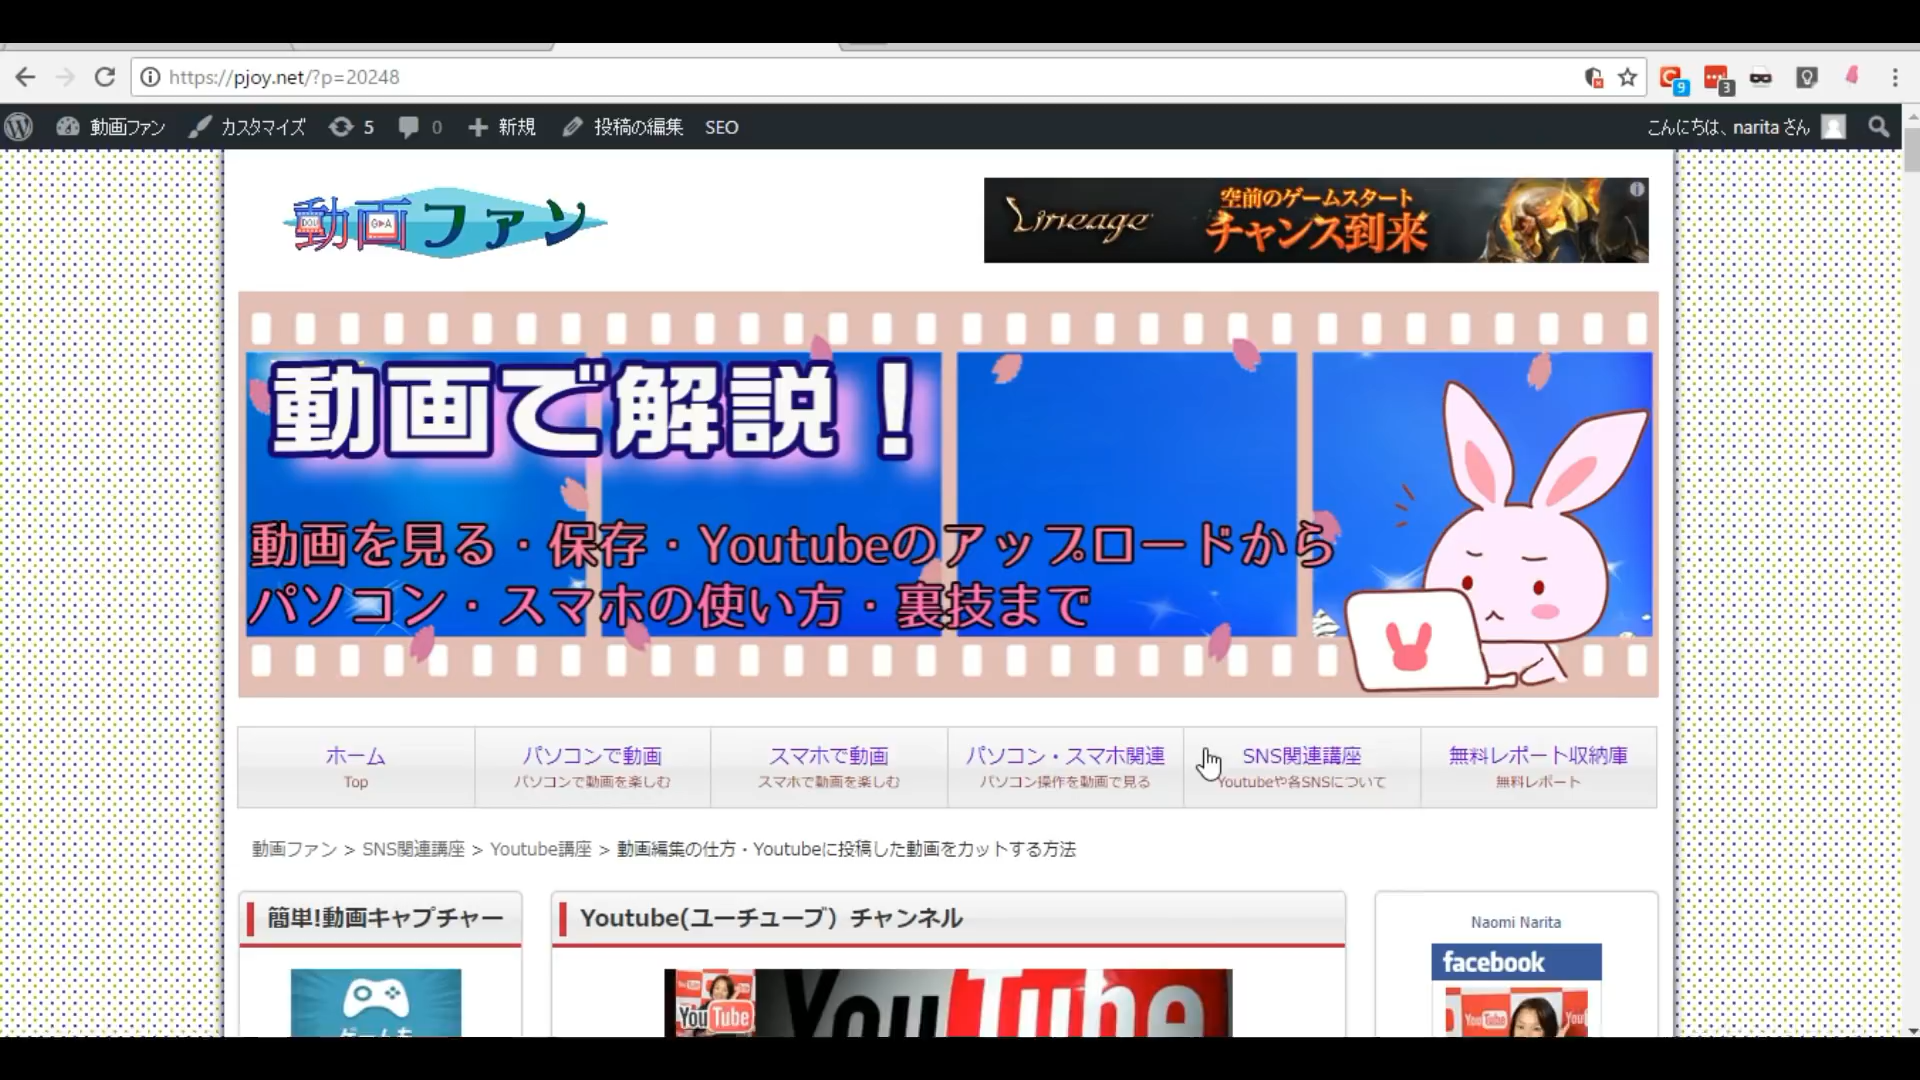 https://pjoy.net/?p=20248
9
3
動画ファン カスタマイズ 5 0 新規 投稿の編集 SEO こんにちは、narita さん
動画ファン
Lineage
空前のゲームスタート
チャンス到来
動画で解説！
動画を見る・保存・Youtubeのアップロードから
パソコン・スマホの使い方・裏技まで
ホーム
Top
パソコンで動画
パソコンで動画を楽しむ
スマホで動画
スマホで動画を楽しむ
パソコン・スマホ関連
パソコン操作を動画で見る
SNS関連講座
Youtubeや各SNSについて
無料レポート収納庫
無料レポート
動画ファン > SNS関連講座 > Youtube講座 > 動画編集の仕方・Youtubeに投稿した動画をカットする方法
簡単!動画キャプチャー
Youtube(ユーチューブ）チャンネル
You Tube
YouTube
Naomi Narita
facebook
YouTube
You